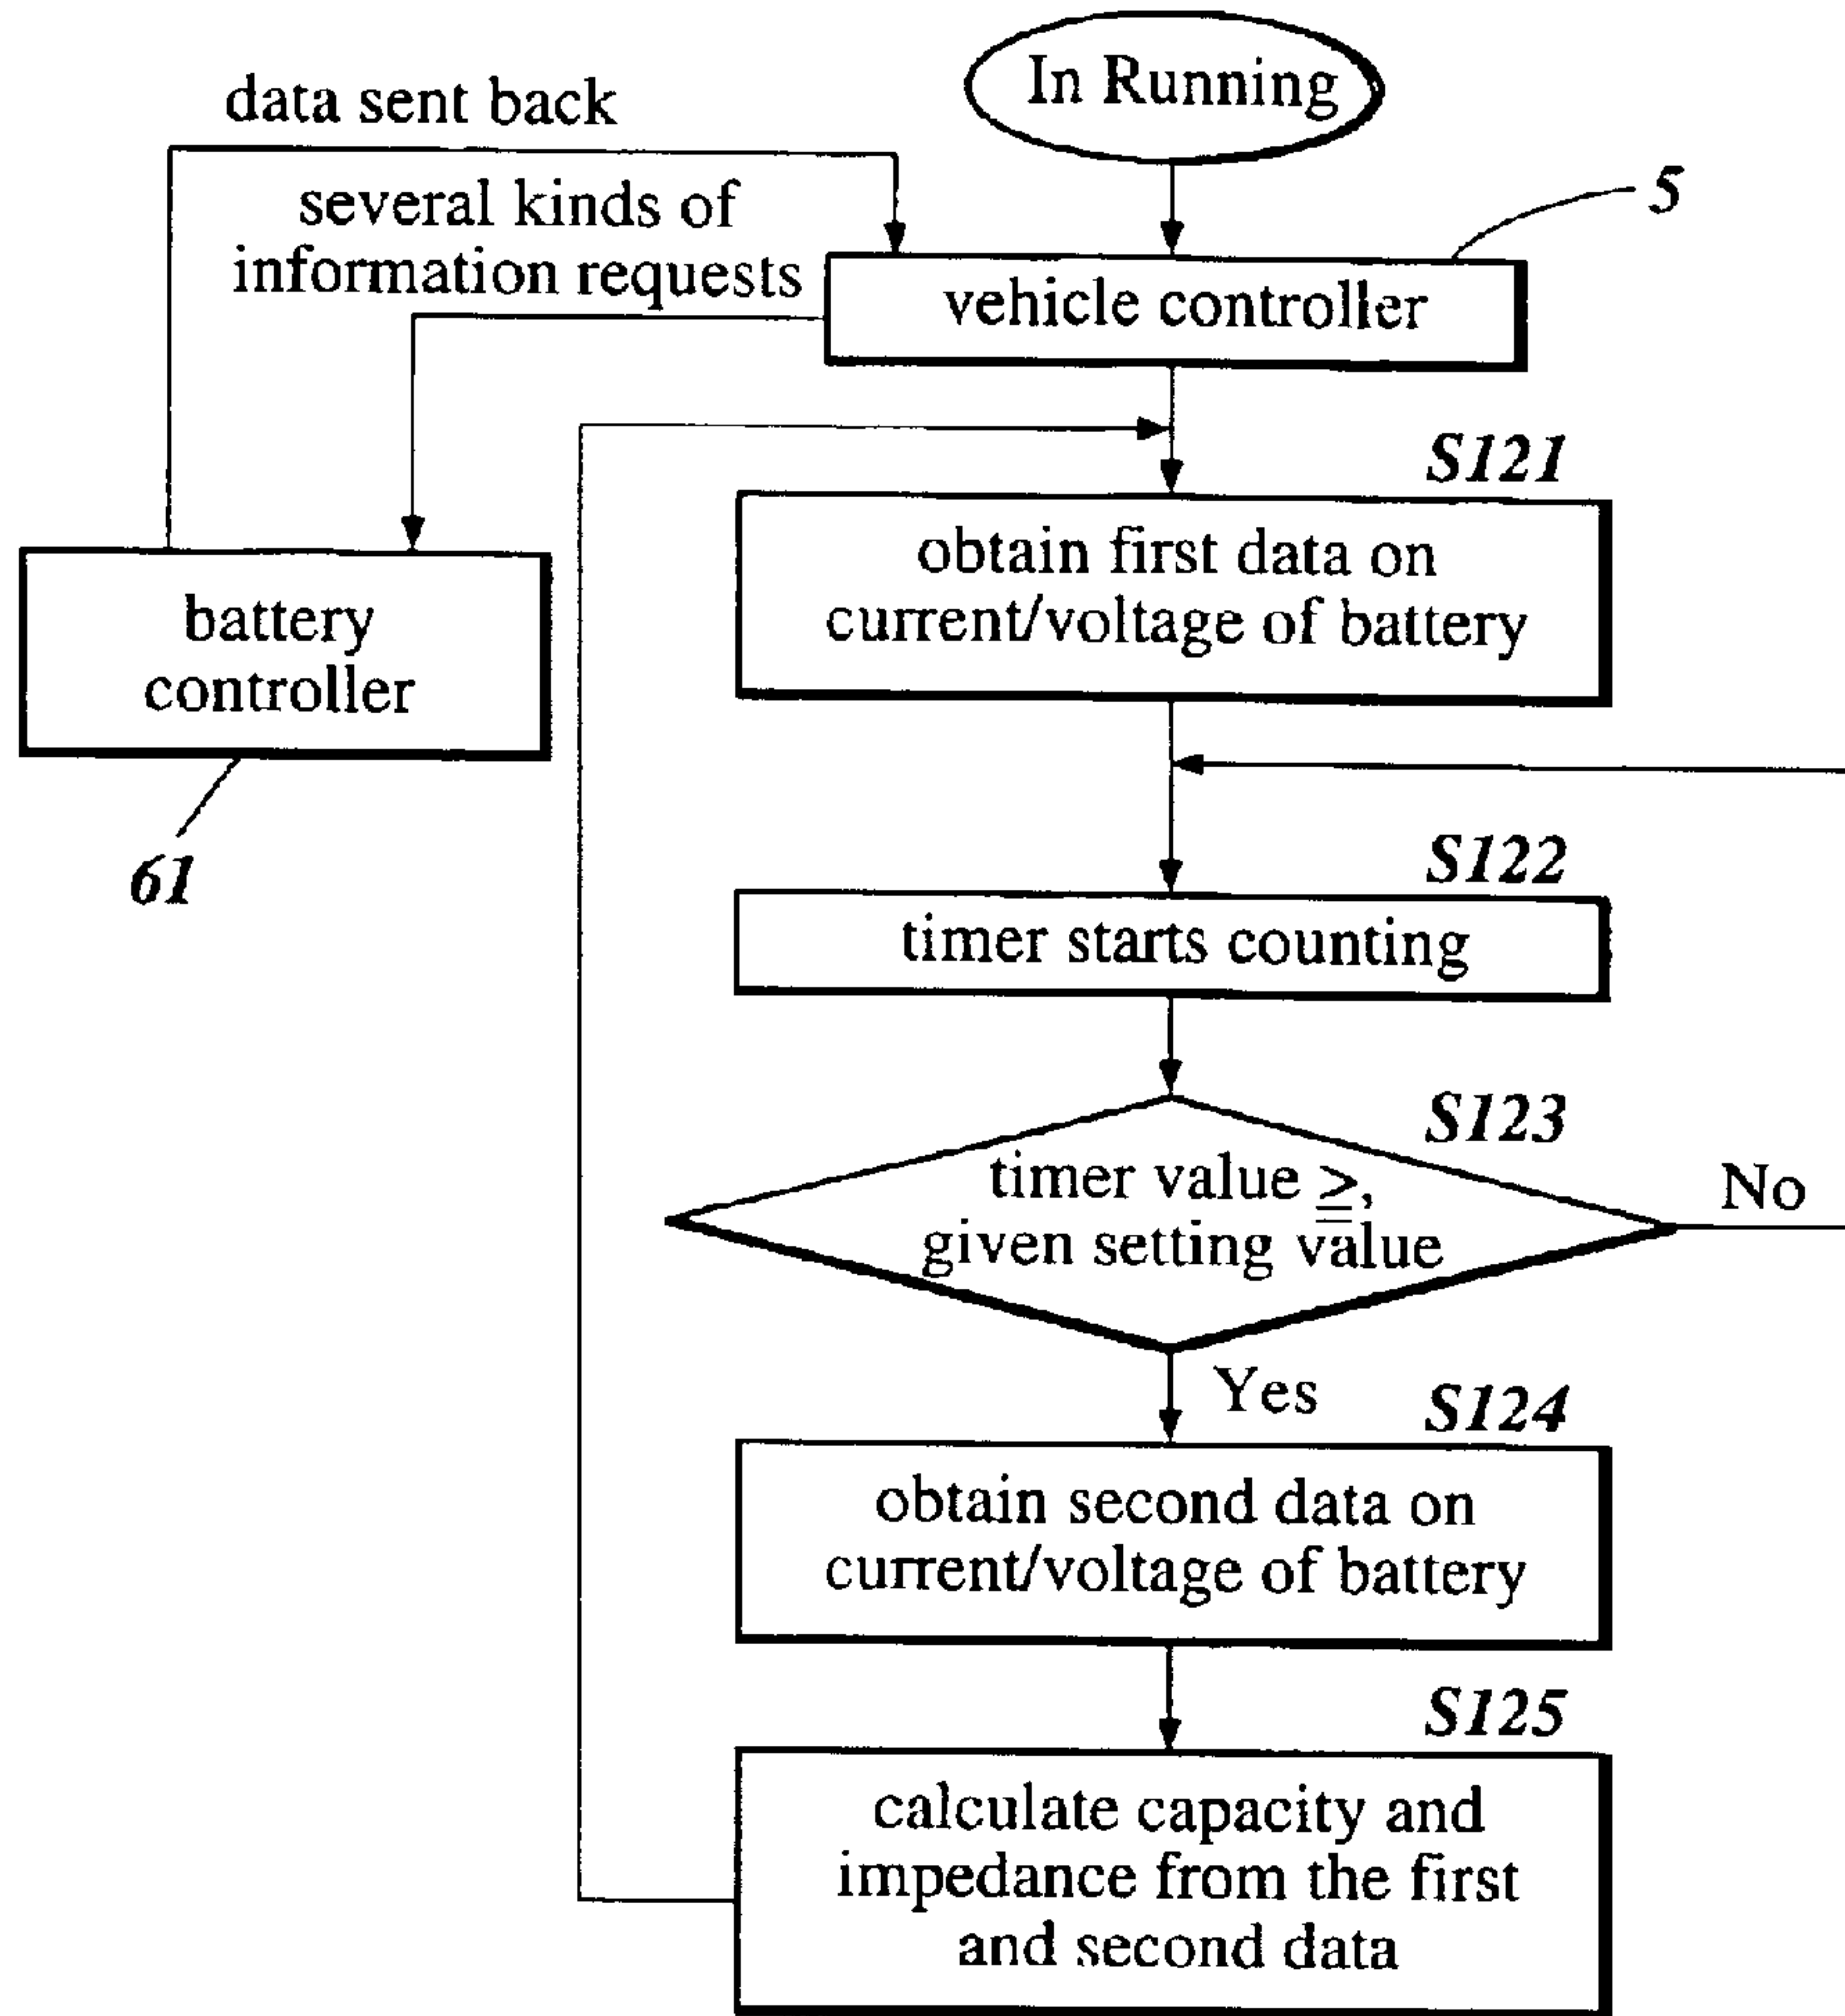 In Running
data sent back
several kinds of
information requests
5
vehicle controller
S121
obtain first data on
current/voltage of battery
battery
controller
61
S122
timer starts counting
S123
timer value ≧,
given setting value
No
Yes
S124
obtain second data on
current/voltage of battery
S125
calculate capacity and
impedance from the first
and second data